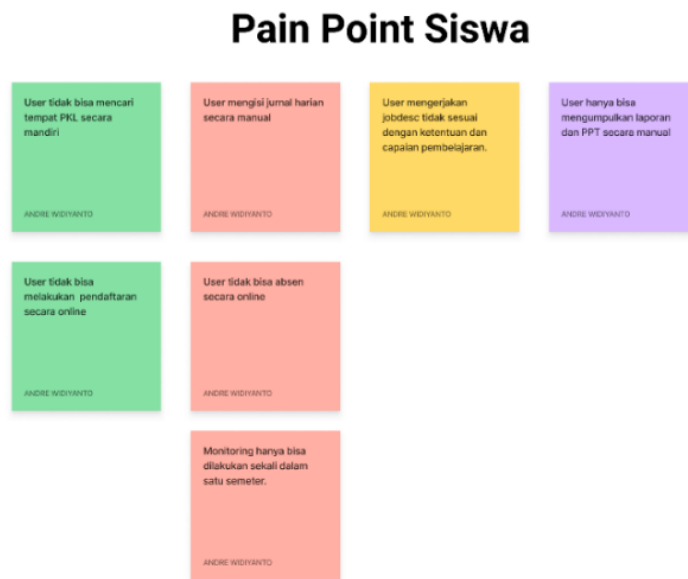 Pain Point Siswa
User tidak bisa mencari
tempat PKL secara
mandiri
ANDRE WIDIYANTO
User mengisi jurnal harian
secara manual
ANDRE WIDIYANTO
User mengerjakan
jobdesc tidak sesuai
dengan ketentuan dan
capaian pembelajaran.
ANDRE WIDIYANTO
User hanya bisa
mengumpulkan laporan
dan PPT secara manual
ANDRE WIDIYANTO
User tidak bisa
melakukan pendaftaran
secara online
ANDRE WIDIYANTO
User tidak bisa absen
secara online
ANDRE WIDIYANTO
Monitoring hanya bisa
dilakukan sekali dalam
satu semeter.
ANDRE WIDIYANTO